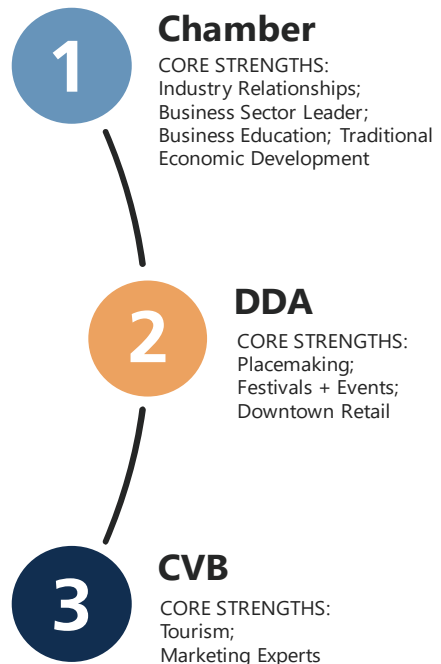 1
Chamber
CORE STRENGTHS:
Industry Relationships;
Business Sector Leader;
Business Education; Traditional
Economic Development
2
DDA
CORE STRENGTHS:
Placemaking;
Festivals + Events;
Downtown Retail
3
CVB
CORE STRENGTHS:
Tourism;
Marketing Experts